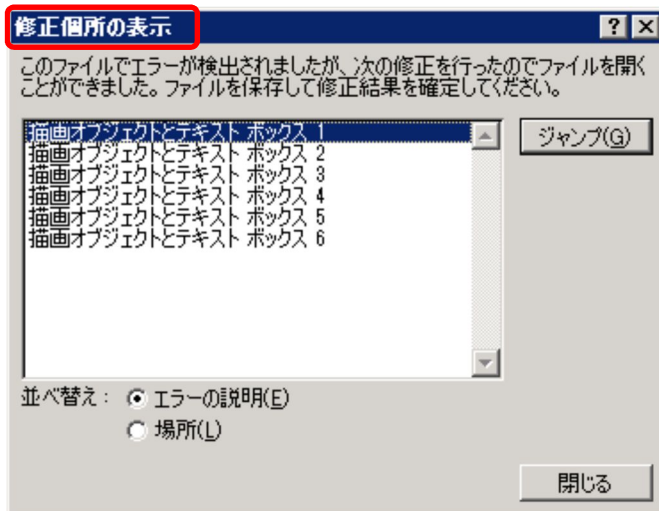 修正個所の表示
このファイルでエラーが検出されましたが、次の修正を行ったのでファイルを開く
ことができました。ファイルを保存して修正結果を確定してください。
描画オブジェクトとテキスト ボックス 1
描画オブジェクトとテキスト ボックス 2
描画オブジェクトとテキスト ボックス 3
描画オブジェクトとテキスト ボックス 4
描画オブジェクトとテキスト ボックス 5
描画オブジェクトとテキスト ボックス 6
ジャンプ(G)
並べ替え: エラーの説明(E)
場所(L)
閉じる